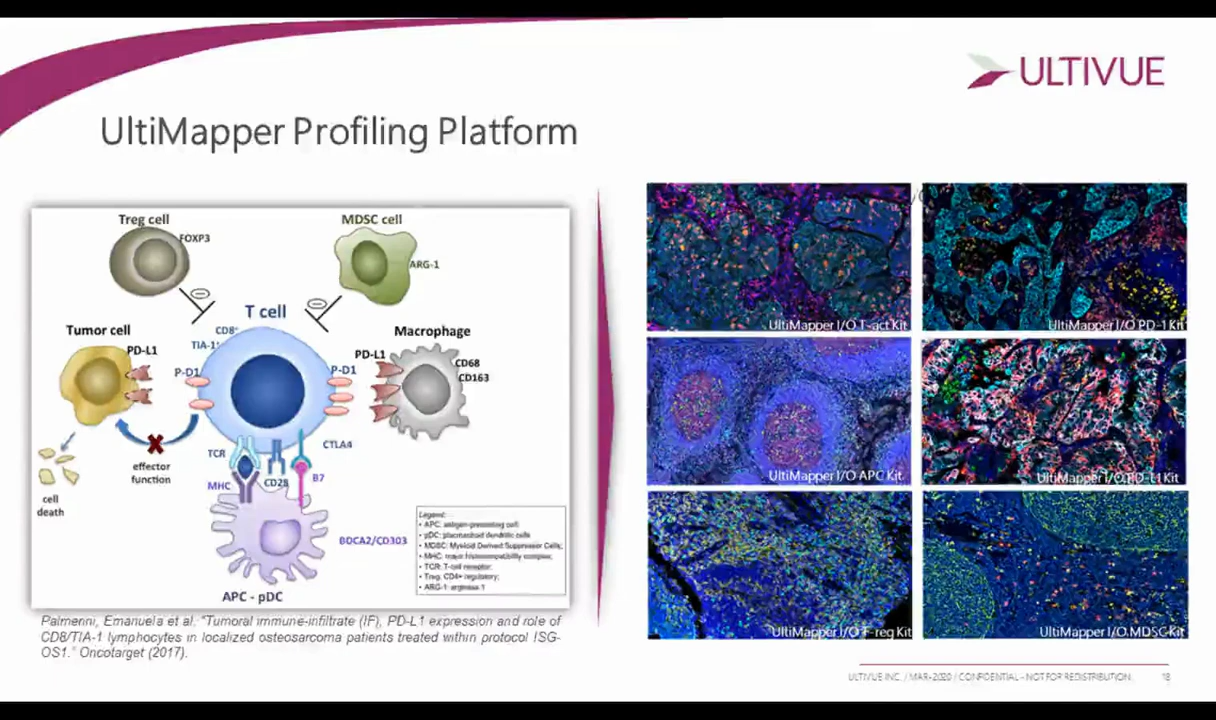 ULTIVUE
UltiMapper Profiling Platform
Treg cell
FOXP3
MDSC cell
ARG-1
T cell
CD8+
TIA-1+
Tumor cell
PD-L1
P-D1
Macrophage
PD-L1
P-D1
CD68
CD163
effector
function
cell
death
TCR
MHC
CD28
CTLA4
B7
BDCA2/CD303
APC - pDC
Legend:
• APC: antigen-presenting cell;
• pDC: plasmacytoid dendritic cells
• MDSC: Myeloid Derived Suppressor Cells;
• MHC: major histocompatibility complex;
• TCR: T-cell receptor;
• Treg: CD4+ regulatory;
• ARG-1: arginase 1
Palmerini, Emanuela et al. "Tumoral immune-infiltrate (IF), PD-L1 expression and role of
CD8/TIA-1 lymphocytes in localized osteosarcoma patients treated within protocol ISG-
OS1." Oncotarget (2017).
UltiMapper I/O T-act Kit
UltiMapper I/O PD-1 Kit
UltiMapper I/O APC Kit
UltiMapper I/O PD-L1 Kit
UltiMapper I/O T-reg Kit
UltiMapper I/O MDSC Kit
ULTIVUE INC. / MAR-2020 / CONFIDENTIAL - NOT FOR REDISTRIBUTION.
18